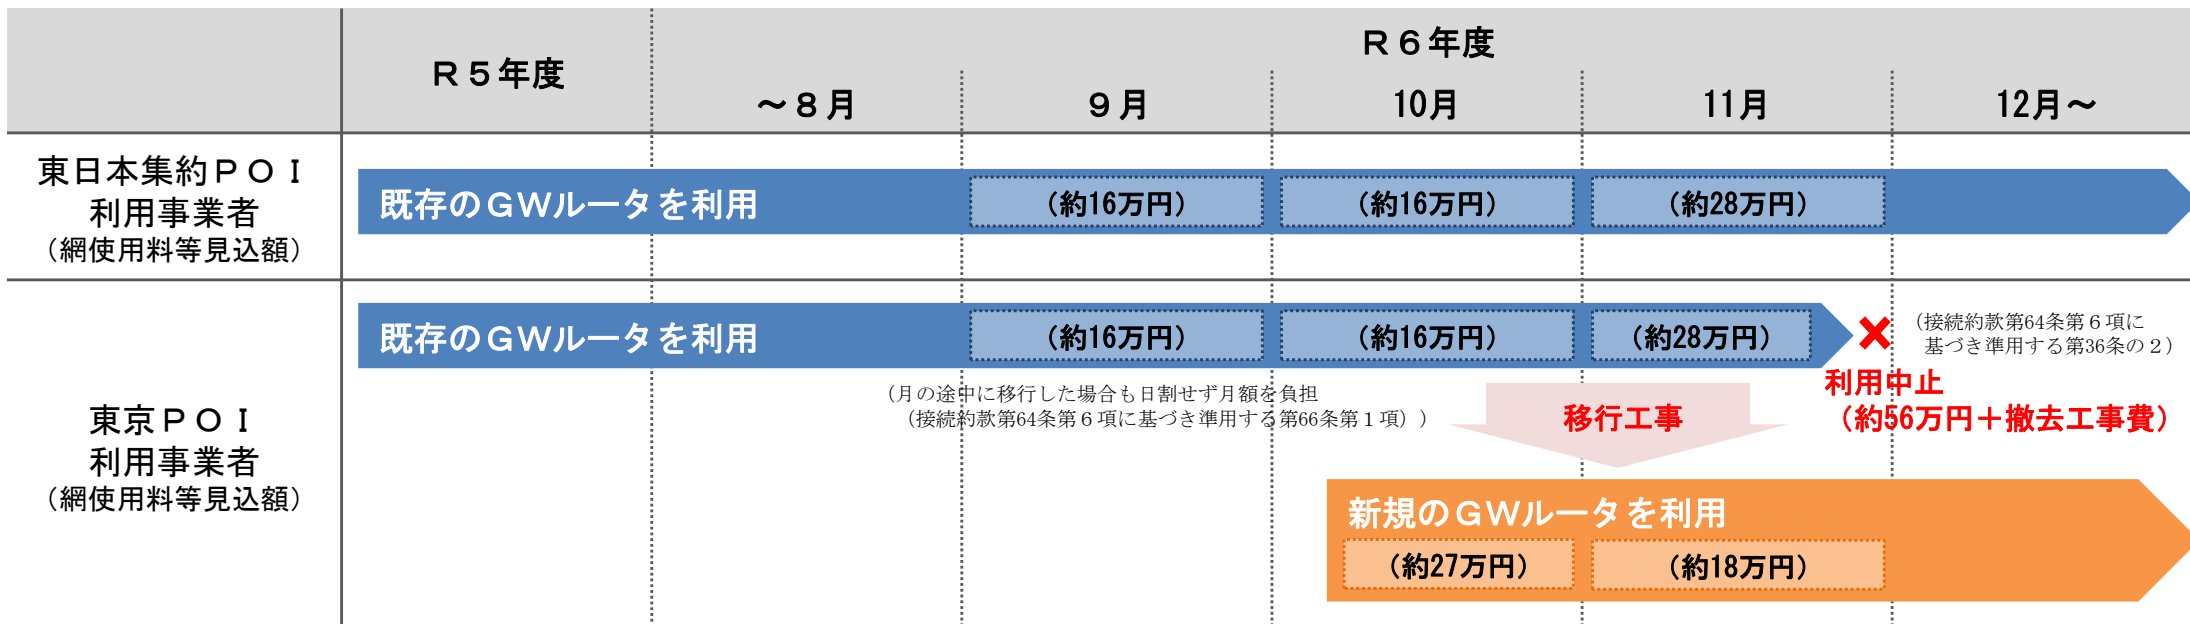 R5年度
R6年度
～8月
9月
10月
11月
12月～
東日本集約POI
利用事業者
（網使用料等見込額）
既存のGWルータを利用
（約16万円）
（約16万円）
（約28万円）
東京POI
利用事業者
（網使用料等見込額）
既存のGWルータを利用
（約16万円）
（約16万円）
（約28万円）
（接続約款第64条第６項に
基づき準用する第36条の２）
利用中止
（約56万円＋撤去工事費）
（月の途中に移行した場合も日割せず月額を負担
（接続約款第64条第６項に基づき準用する第66条第１項））
移行工事
新規のGWルータを利用
（約27万円）
（約18万円）